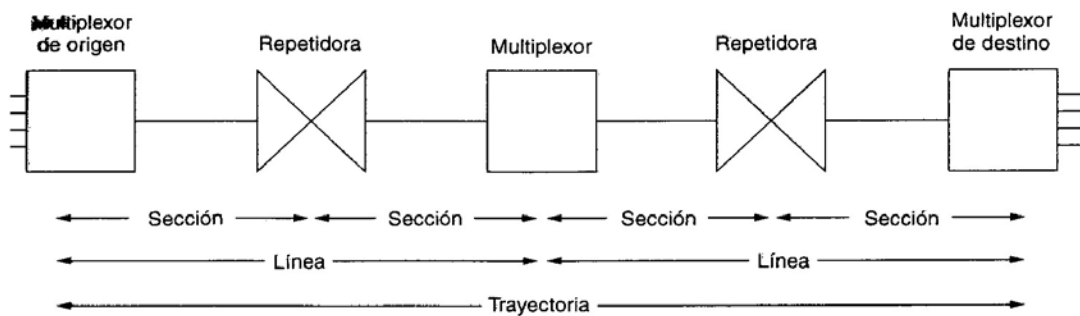 Multiplexor
de origen
Repetidora
Multiplexor
Repetidora
Multiplexor
de destino
Sección
Sección
Sección
Sección
Línea
Línea
Trayectoria